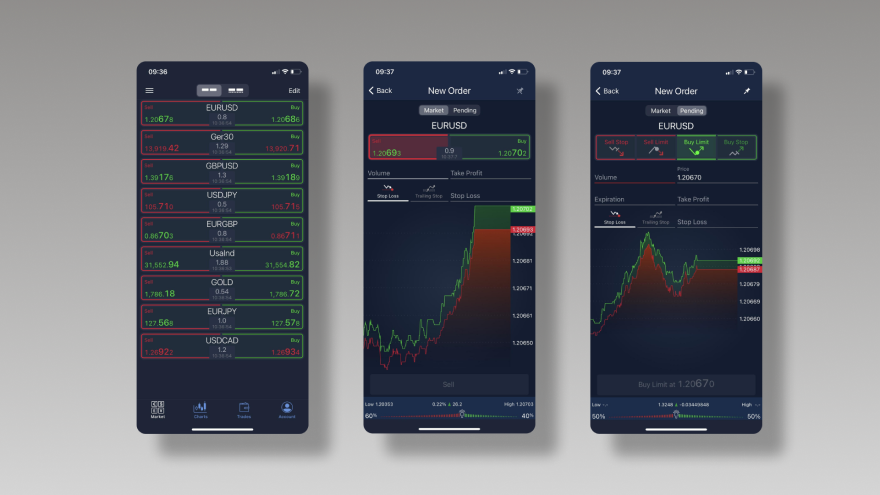 09:36
Edit
Sell EURUSD Buy
1.20678 0.8 1.20686
Sell Ger30 Buy
13,919.42 1.29 13,920.71
Sell GBPUSD Buy
1.39176 1.3 1.39189
Sell USDJPY Buy
105.710 0.5 105.715
Sell EURGBP Buy
0.86703 0.8 0.86711
Sell UsaInd Buy
31,552.94 1.88 31,554.82
Sell GOLD Buy
1,786.18 0.54 1,786.72
Sell EURJPY Buy
127.568 1.0 127.578
Sell USDCAD Buy
1.26922 1.2 1.26934
Market Charts Trades Account
09:37
Back New Order
Market Pending
EURUSD
Sell Buy
1.20693 0.9 1.20702
Volume Take Profit
Stop Loss Trailing Stop Stop Loss
1.20702
1.20693
1.20681
1.20671
1.20661
1.20650
Sell
Low 1.20303 0.22% ↓ 26.2 High 1.20703
60% 40%
09:37
Back New Order
Market Pending
EURUSD
Sell Stop Sell Limit Buy Limit Buy Stop
Price
Volume 1.20670
Expiration Take Profit
Stop Loss Trailing Stop Stop Loss
1.20698
1.20687
1.20679
1.20669
1.20660
Buy Limit at 1.20670
Low -.- 1.3248 ↓ -0.03449646 High -.-
50% 50%